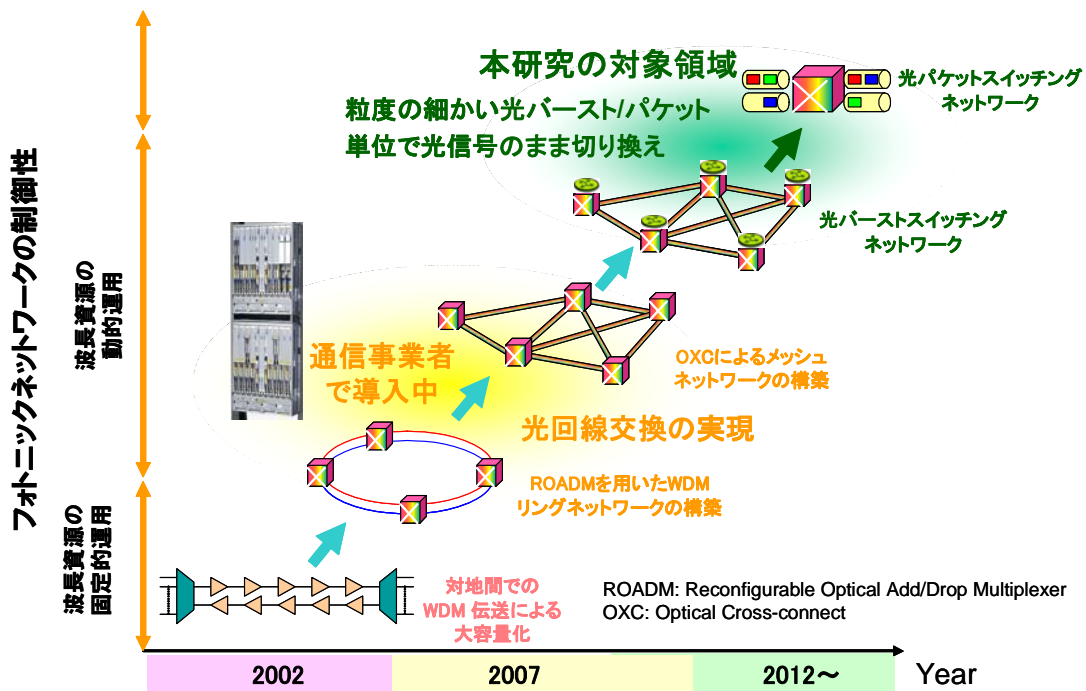 本研究の対象領域
粒度の細かい光バースト/パケット
単位で光信号のまま切り換え
光パケットスイッチング
ネットワーク
光バーストスイッチング
ネットワーク
フォトニックネットワークの制御性
波長資源の
動的運用
通信事業者
で導入中
OXCによるメッシュ
ネットワークの構築
光回線交換の実現
ROADMを用いたWDM
リングネットワークの構築
波長資源の
固定的運用
対地間での
WDM 伝送による
大容量化
ROADM: Reconfigurable Optical Add/Drop Multiplexer
OXC: Optical Cross-connect
2002
2007
2012～
Year